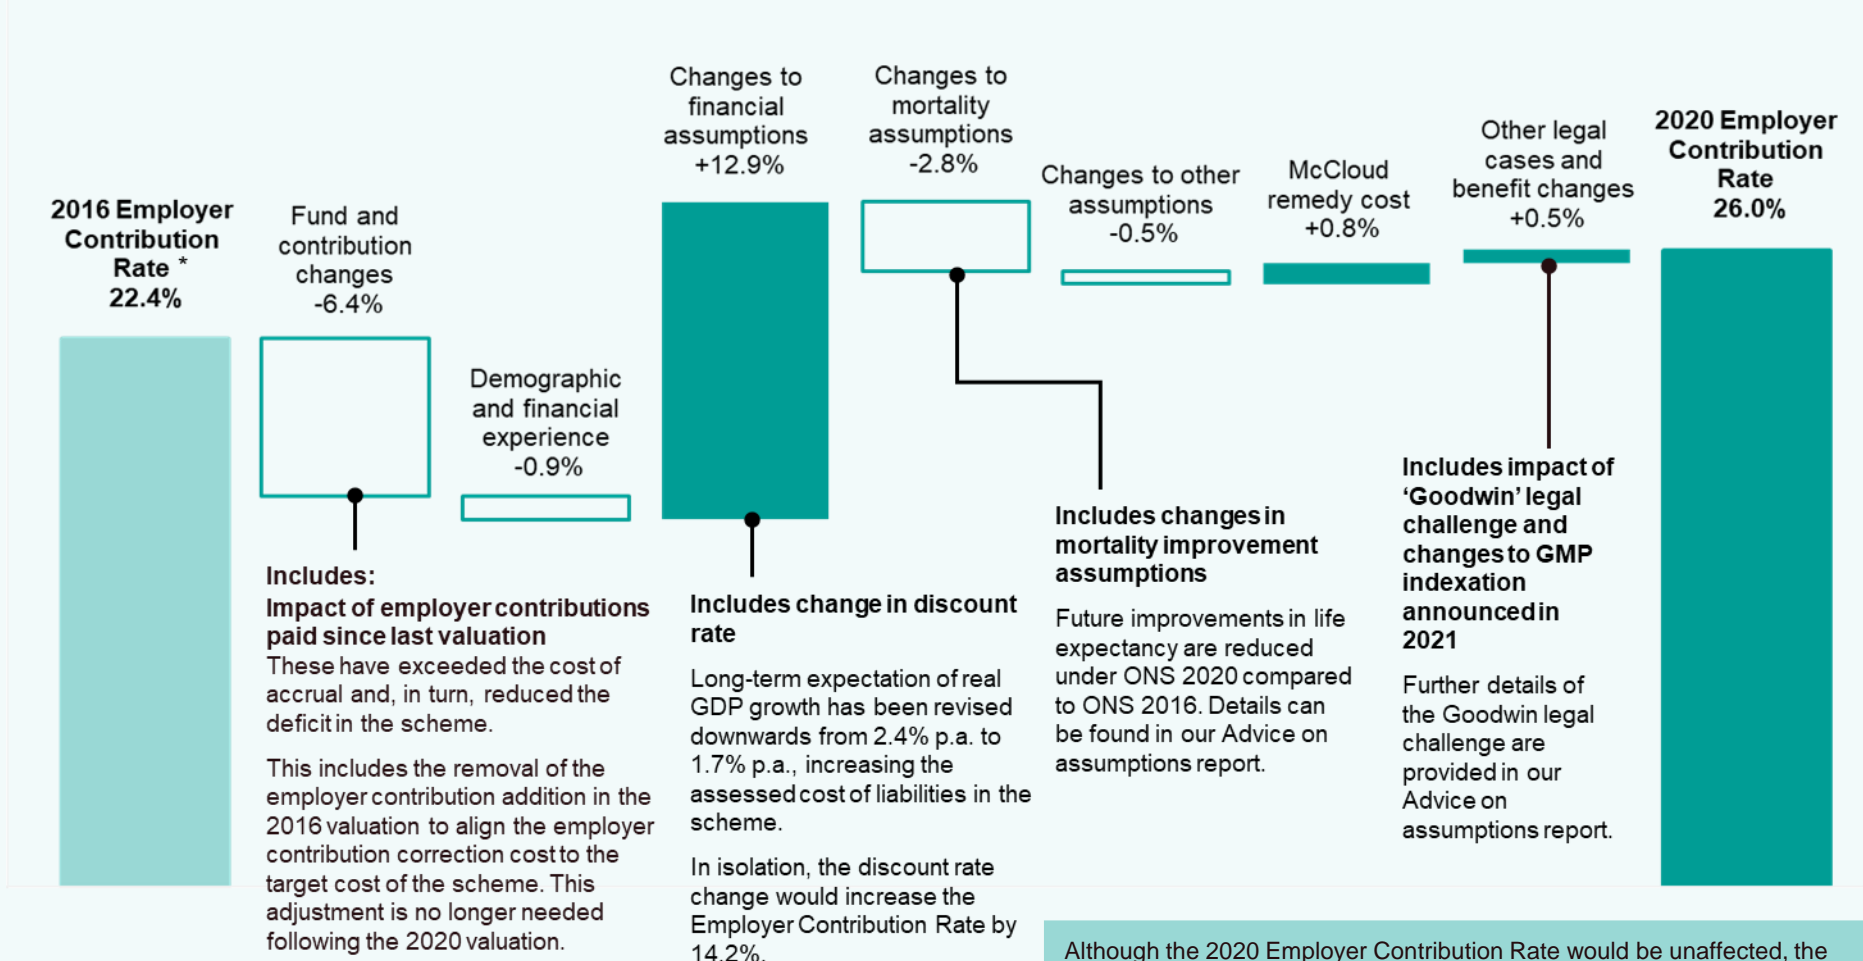 2016 Employer
Contribution
Rate *
22.4%
Fund and
contribution
changes
-6.4%
Demographic
and financial
experience
-0.9%
Changes to
financial
assumptions
+12.9%
Changes to
mortality
assumptions
-2.8%
Changes to other
assumptions
-0.5%
McCloud
remedy cost
+0.8%
Other legal
cases and
benefit changes
+0.5%
2020 Employer
Contribution
Rate
26.0%
Includes:
Impact of employer contributions
paid since last valuation
These have exceeded the cost of
accrual and, in turn, reduced the
deficit in the scheme.
This includes the removal of the
employer contribution addition in the
2016 valuation to align the employer
contribution correction cost to the
target cost of the scheme. This
adjustment is no longer needed
following the 2020 valuation.
Includes change in discount
rate
Long-term expectation of real
GDP growth has been revised
downwards from 2.4% p.a. to
1.7% p.a., increasing the
assessed cost of liabilities in the
scheme.
In isolation, the discount rate
change would increase the
Employer Contribution Rate by
14.2%.
Includes changes in
mortality improvement
assumptions
Future improvements in life
expectancy are reduced
under ONS 2020 compared
to ONS 2016. Details can
be found in our Advice on
assumptions report.
Includes impact of
‘Goodwin’ legal
challenge and
changes to GMP
indexation
announced in
2021
Further details of
the Goodwin legal
challenge are
provided in our
Advice on
assumptions report.
Although the 2020 Employer Contribution Rate would be unaffected, the